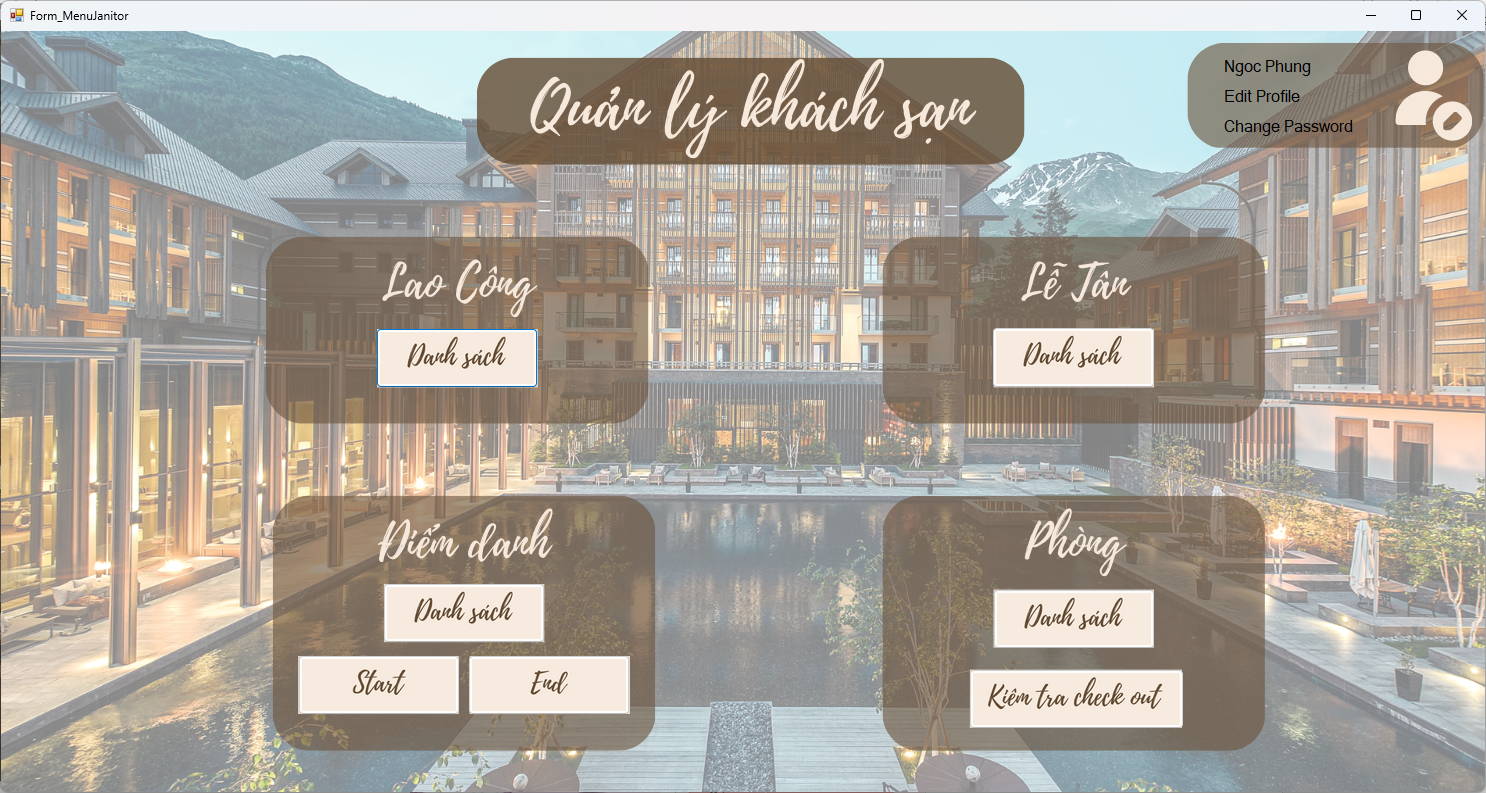 Form_MenuJanitor
Ngoc Phung
Edit Profile
Change Password
Quản lý khách sạn
Lao Công
Danh sách
Lễ Tân
Danh sách
Điểm danh
Danh sách
Start
End
Phòng
Danh sách
Kiểm tra check out